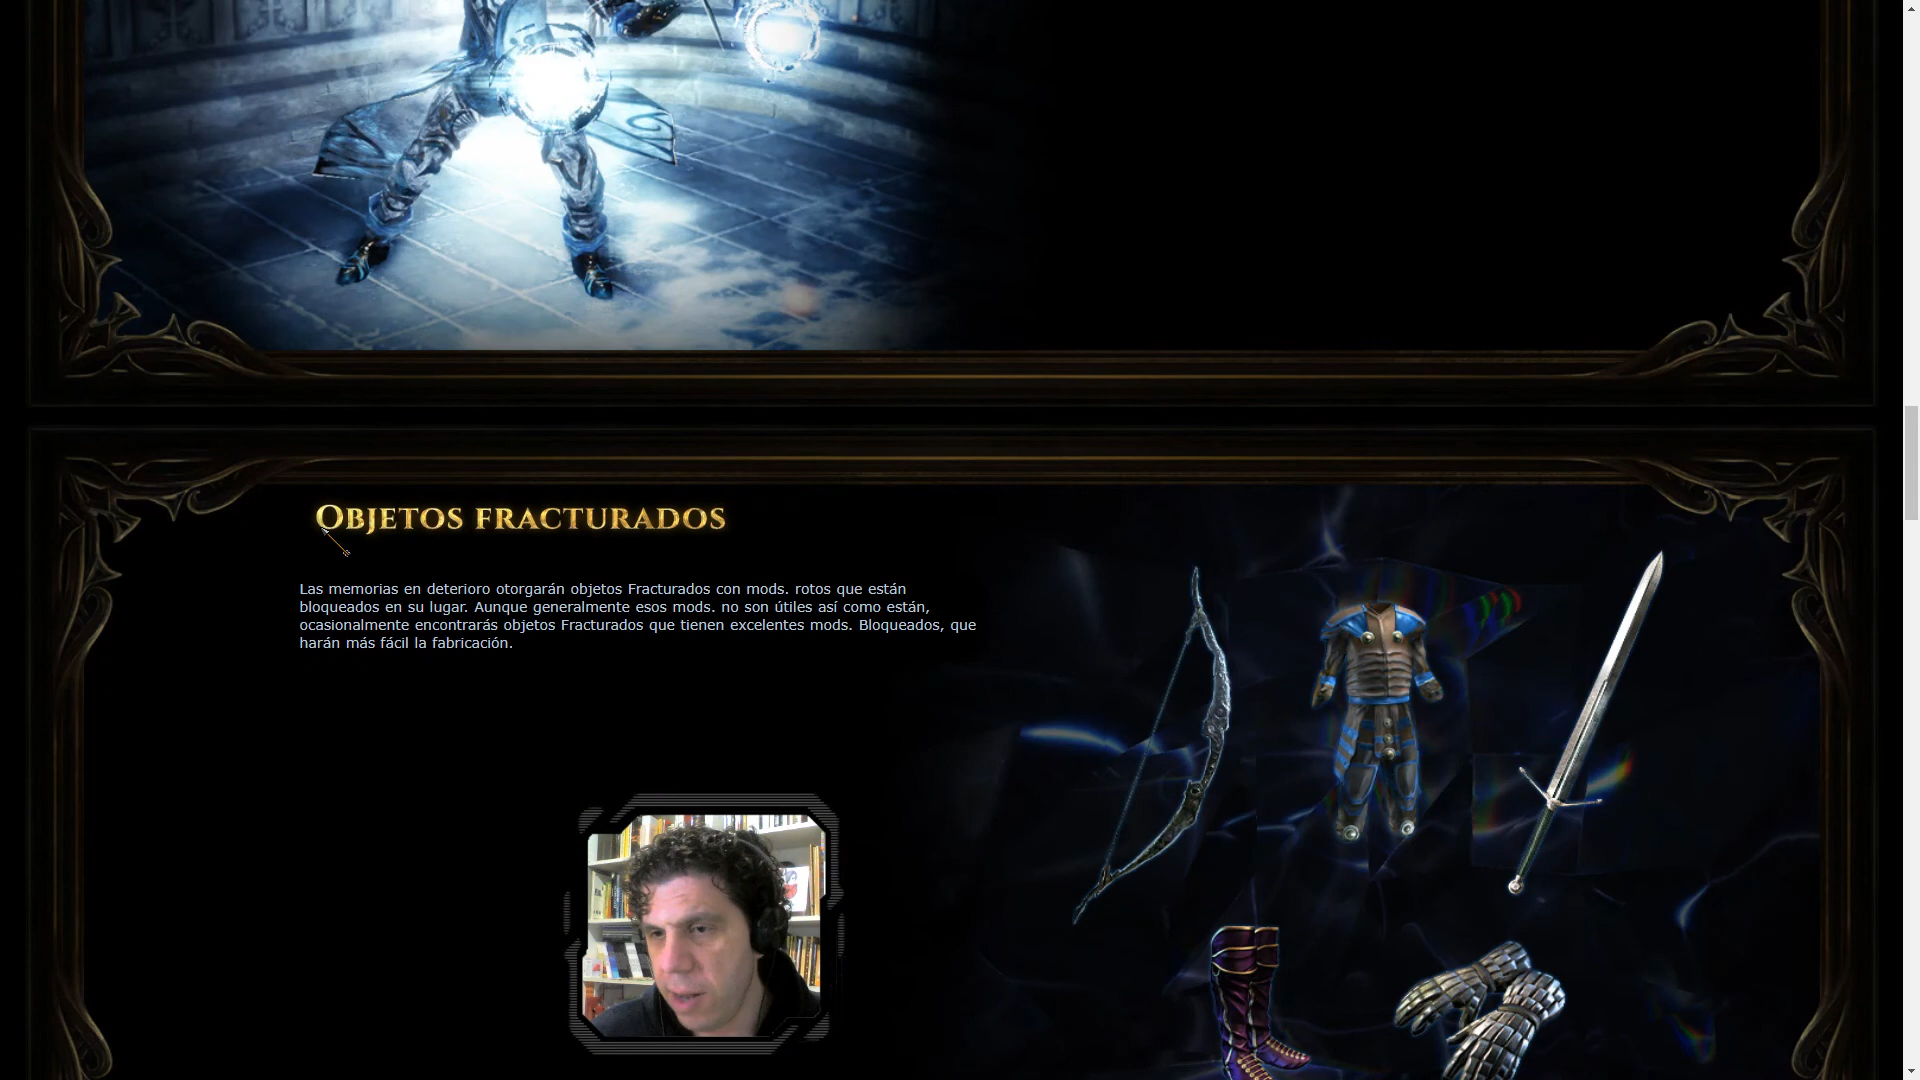 Objetos fracturados
Las memorias en deterioro otorgarán objetos Fracturados con mods. rotos que están
bloqueados en su lugar. Aunque generalmente esos mods. no son útiles así como están,
ocasionalmente encontrarás objetos Fracturados que tienen excelentes mods. Bloqueados, que
harán más fácil la fabricación.